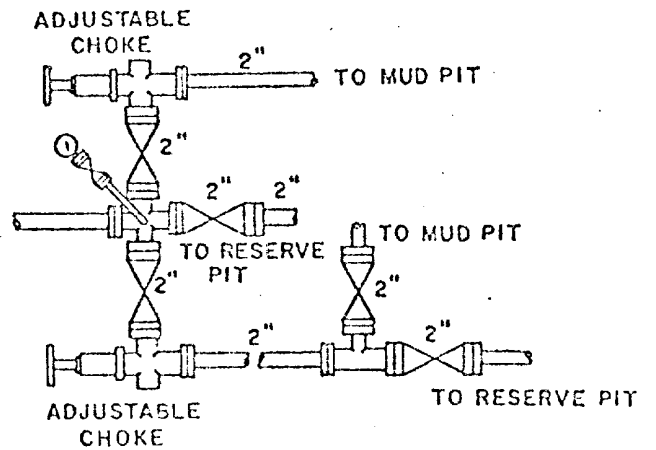 ADJUSTABLE
CHOKE
2"
TO MUD PIT
2"
1
2"
2"
TO MUD PIT
TO RESERVE
PIT
2"
2"
2"
2"
TO RESERVE PIT
ADJUSTABLE
CHOKE